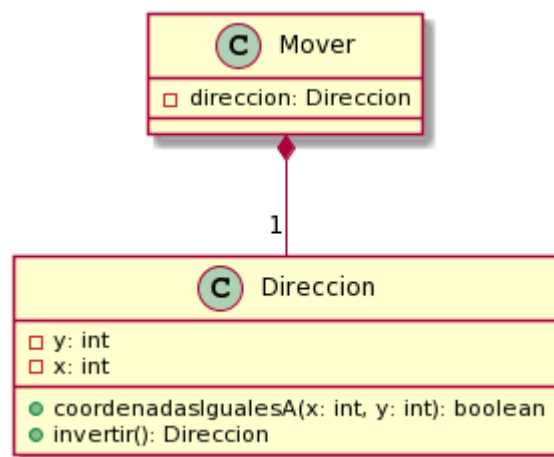 C Mover
direccion: Direccion
1
C Direccion
y: int
x: int
coordenadasIgualesA(x: int, y: int): boolean
invertir(): Direccion